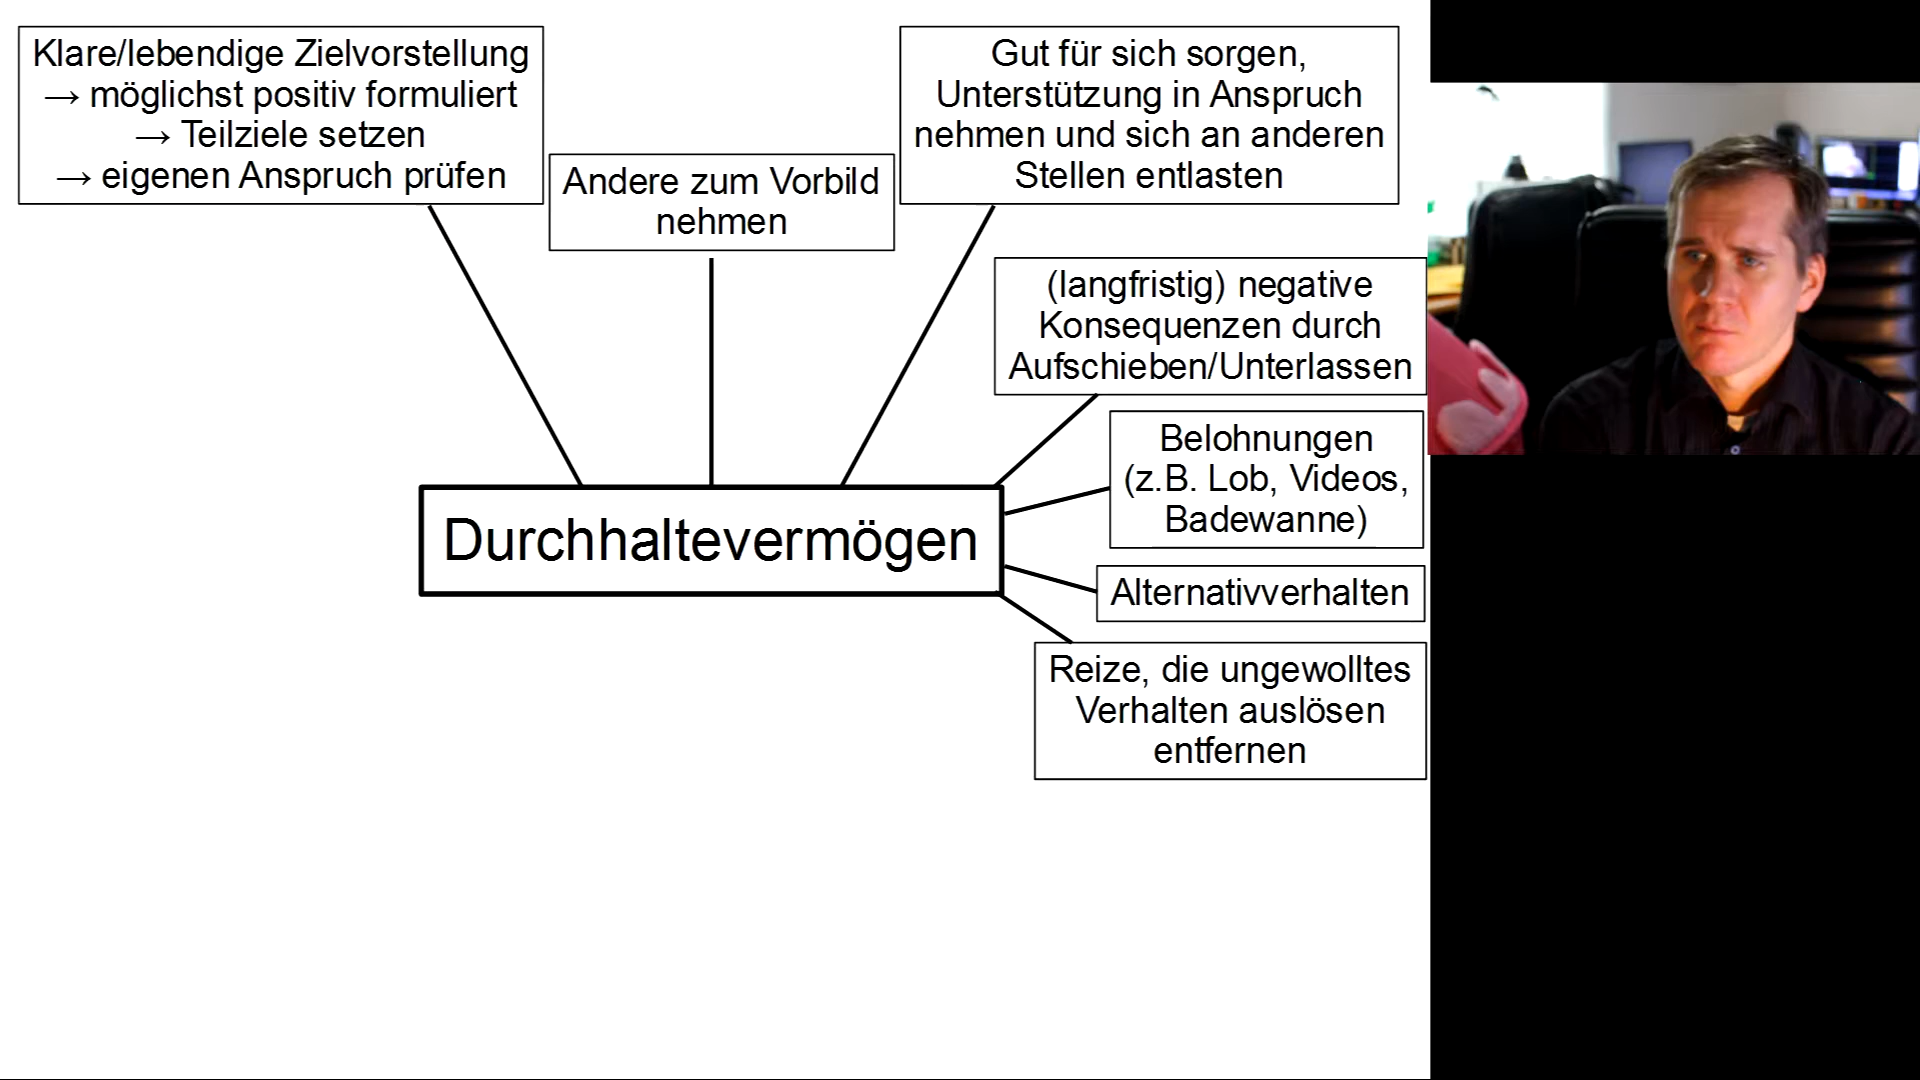 Klare/lebendige Zielvorstellung
→ möglichst positiv formuliert
→ Teilziele setzen
→ eigenen Anspruch prüfen
Andere zum Vorbild
nehmen
Gut für sich sorgen,
Unterstützung in Anspruch
nehmen und sich an anderen
Stellen entlasten
(langfristig) negative
Konsequenzen durch
Aufschieben/Unterlassen
Belohnungen
(z.B. Lob, Videos,
Badewanne)
Durchhaltevermögen
Alternativverhalten
Reize, die ungewolltes
Verhalten auslösen
entfernen